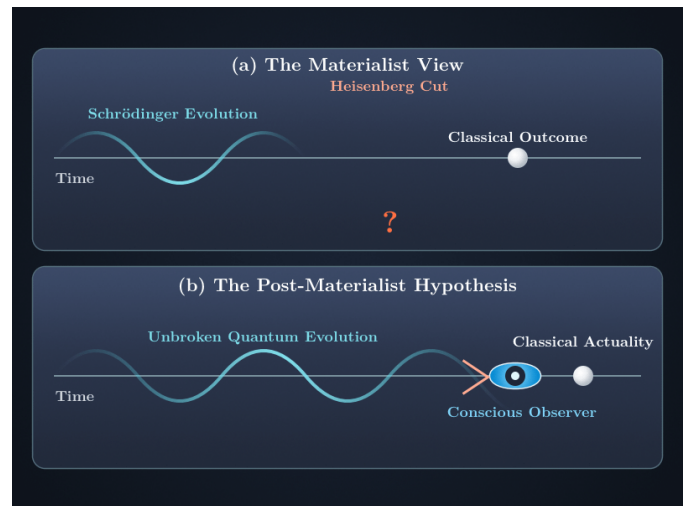 (a) The Materialist View
Heisenberg Cut
Schrödinger Evolution
Classical Outcome
Time
?
(b) The Post-Materialist Hypothesis
Unbroken Quantum Evolution
Classical Actuality
Time
Conscious Observer